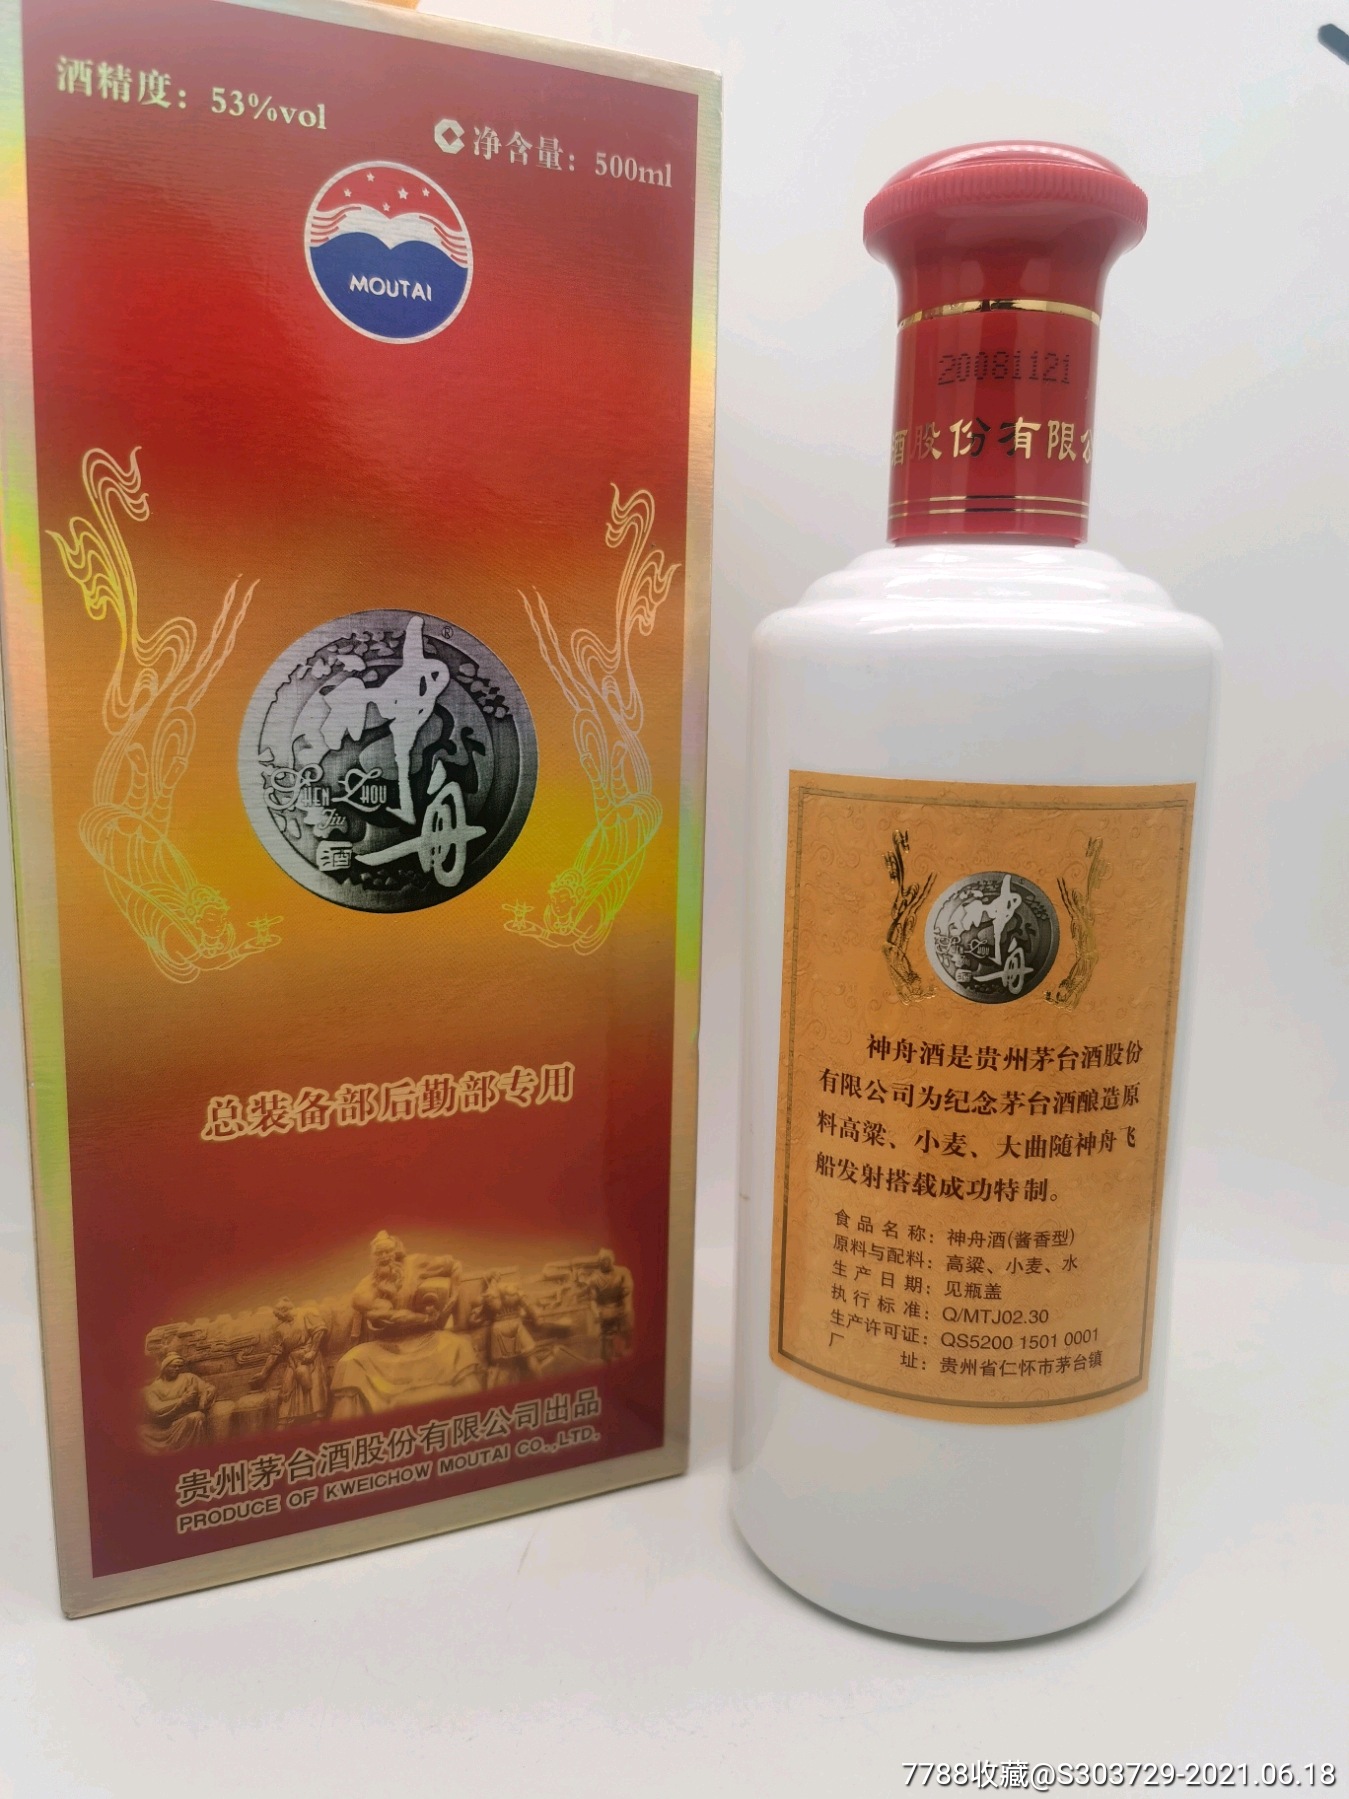 酒精度：53%vol
净含量：500ml
MOUTAI
神舟
SHEN ZHOU
Jiu
酒
®
总装备部后勤部专用
贵州茅台酒股份有限公司出品
PRODUCE OF KWEICHOW MOUTAI CO.,LTD.
20081121
酒股份有限公
神舟
神舟酒是贵州茅台酒股份
有限公司为纪念茅台酒酿造原
料高粱、小麦、大曲随神舟飞
船发射搭载成功特制。
食品名称：神舟酒(酱香型)
原料与配料：高粱、小麦、水
生产日期：见瓶盖
执行标准：Q/MTJ02.30
生产许可证：QS5200 1501 0001
厂址：贵州省仁怀市茅台镇
7788收藏@S303729-2021.06.18